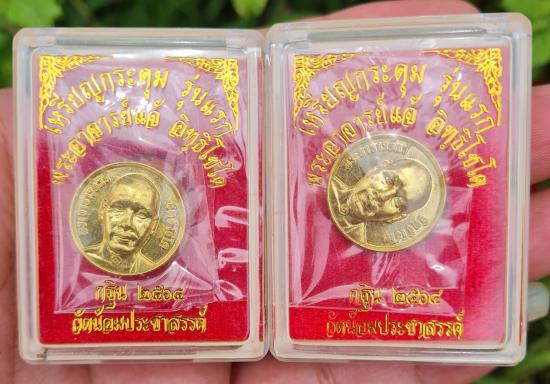 เหรียญกระดุม รุ่นแรก
พระอาจารย์แจ้ อิทฺธิโชโต
กฐิน ๒๕๖๔
วัดน้อมประชาสรรค์
เหรียญกระดุม รุ่นแรก
พระอาจารย์แจ้ อิทฺธิโชโต
กฐิน ๒๕๖๔
วัดน้อมประชาสรรค์